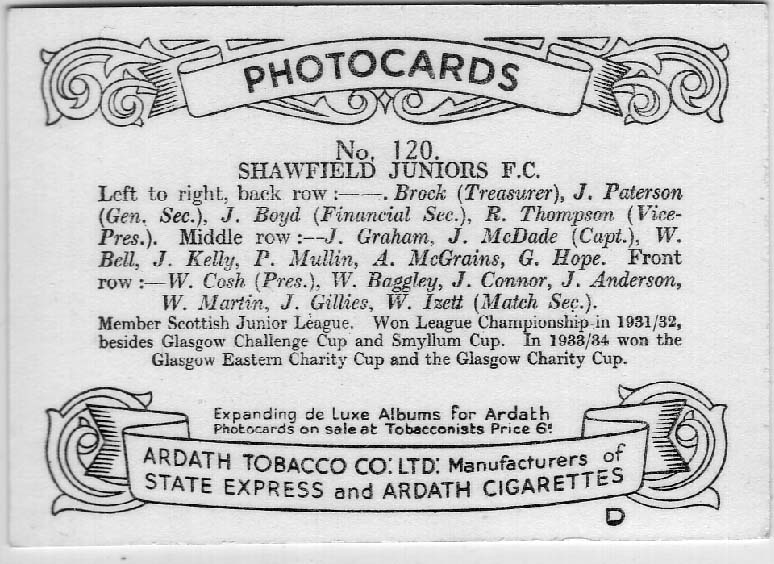 PHOTOCARDS
No. 120.
SHAWFIELD JUNIORS F.C.
Left to right, back row :——. Brock (Treasurer), J. Paterson
(Gen. Sec.), J. Boyd (Financial Sec.), R. Thompson (Vice-
Pres.). Middle row :—J. Graham, J. McDade (Capt.), W.
Bell, J. Kelly, P. Mullin, A. McGrains, G. Hope. Front
row :—W. Cosh (Pres.), W. Baggley, J. Connor, J. Anderson,
W. Martin, J. Gillies, W. Izett (Match Sec.).
Member Scottish Junior League. Won League Championship in 1931/32,
besides Glasgow Challenge Cup and Smyllum Cup. In 1933/34 won the
Glasgow Eastern Charity Cup and the Glasgow Charity Cup.
Expanding de Luxe Albums for Ardath
Photocards on sale at Tobacconists Price 6d
ARDATH TOBACCO CO: LTD: Manufacturers of
STATE EXPRESS and ARDATH CIGARETTES
D